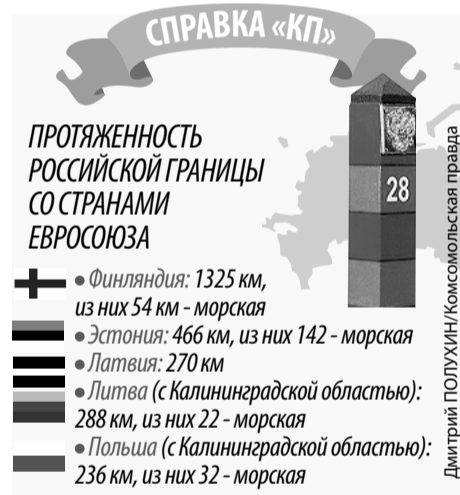 СПРАВКА «КП»
ПРОТЯЖЕННОСТЬ
РОССИЙСКОЙ ГРАНИЦЫ
СО СТРАНАМИ
ЕВРОСОЮЗА
28
• Финляндия: 1325 км,
из них 54 км - морская
• Эстония: 466 км, из них 142 - морская
• Латвия: 270 км
• Литва (с Калининградской областью):
288 км, из них 22 - морская
• Польша (с Калининградской областью):
236 км, из них 32 - морская
Дмитрий ПОЛУХИН/Комсомольская правда